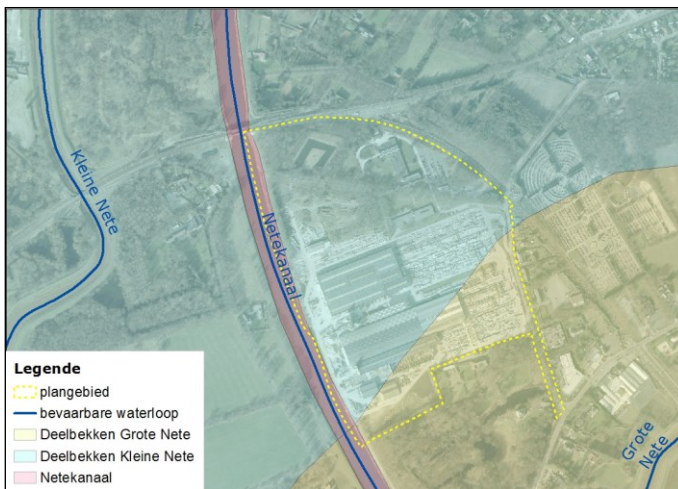 Kleine Nete
Netekanaal
Legende
plangebied
bevaarbare waterloop
Deelbekken Grote Nete
Deelbekken Kleine Nete
Netekanaal
Grote
Nete